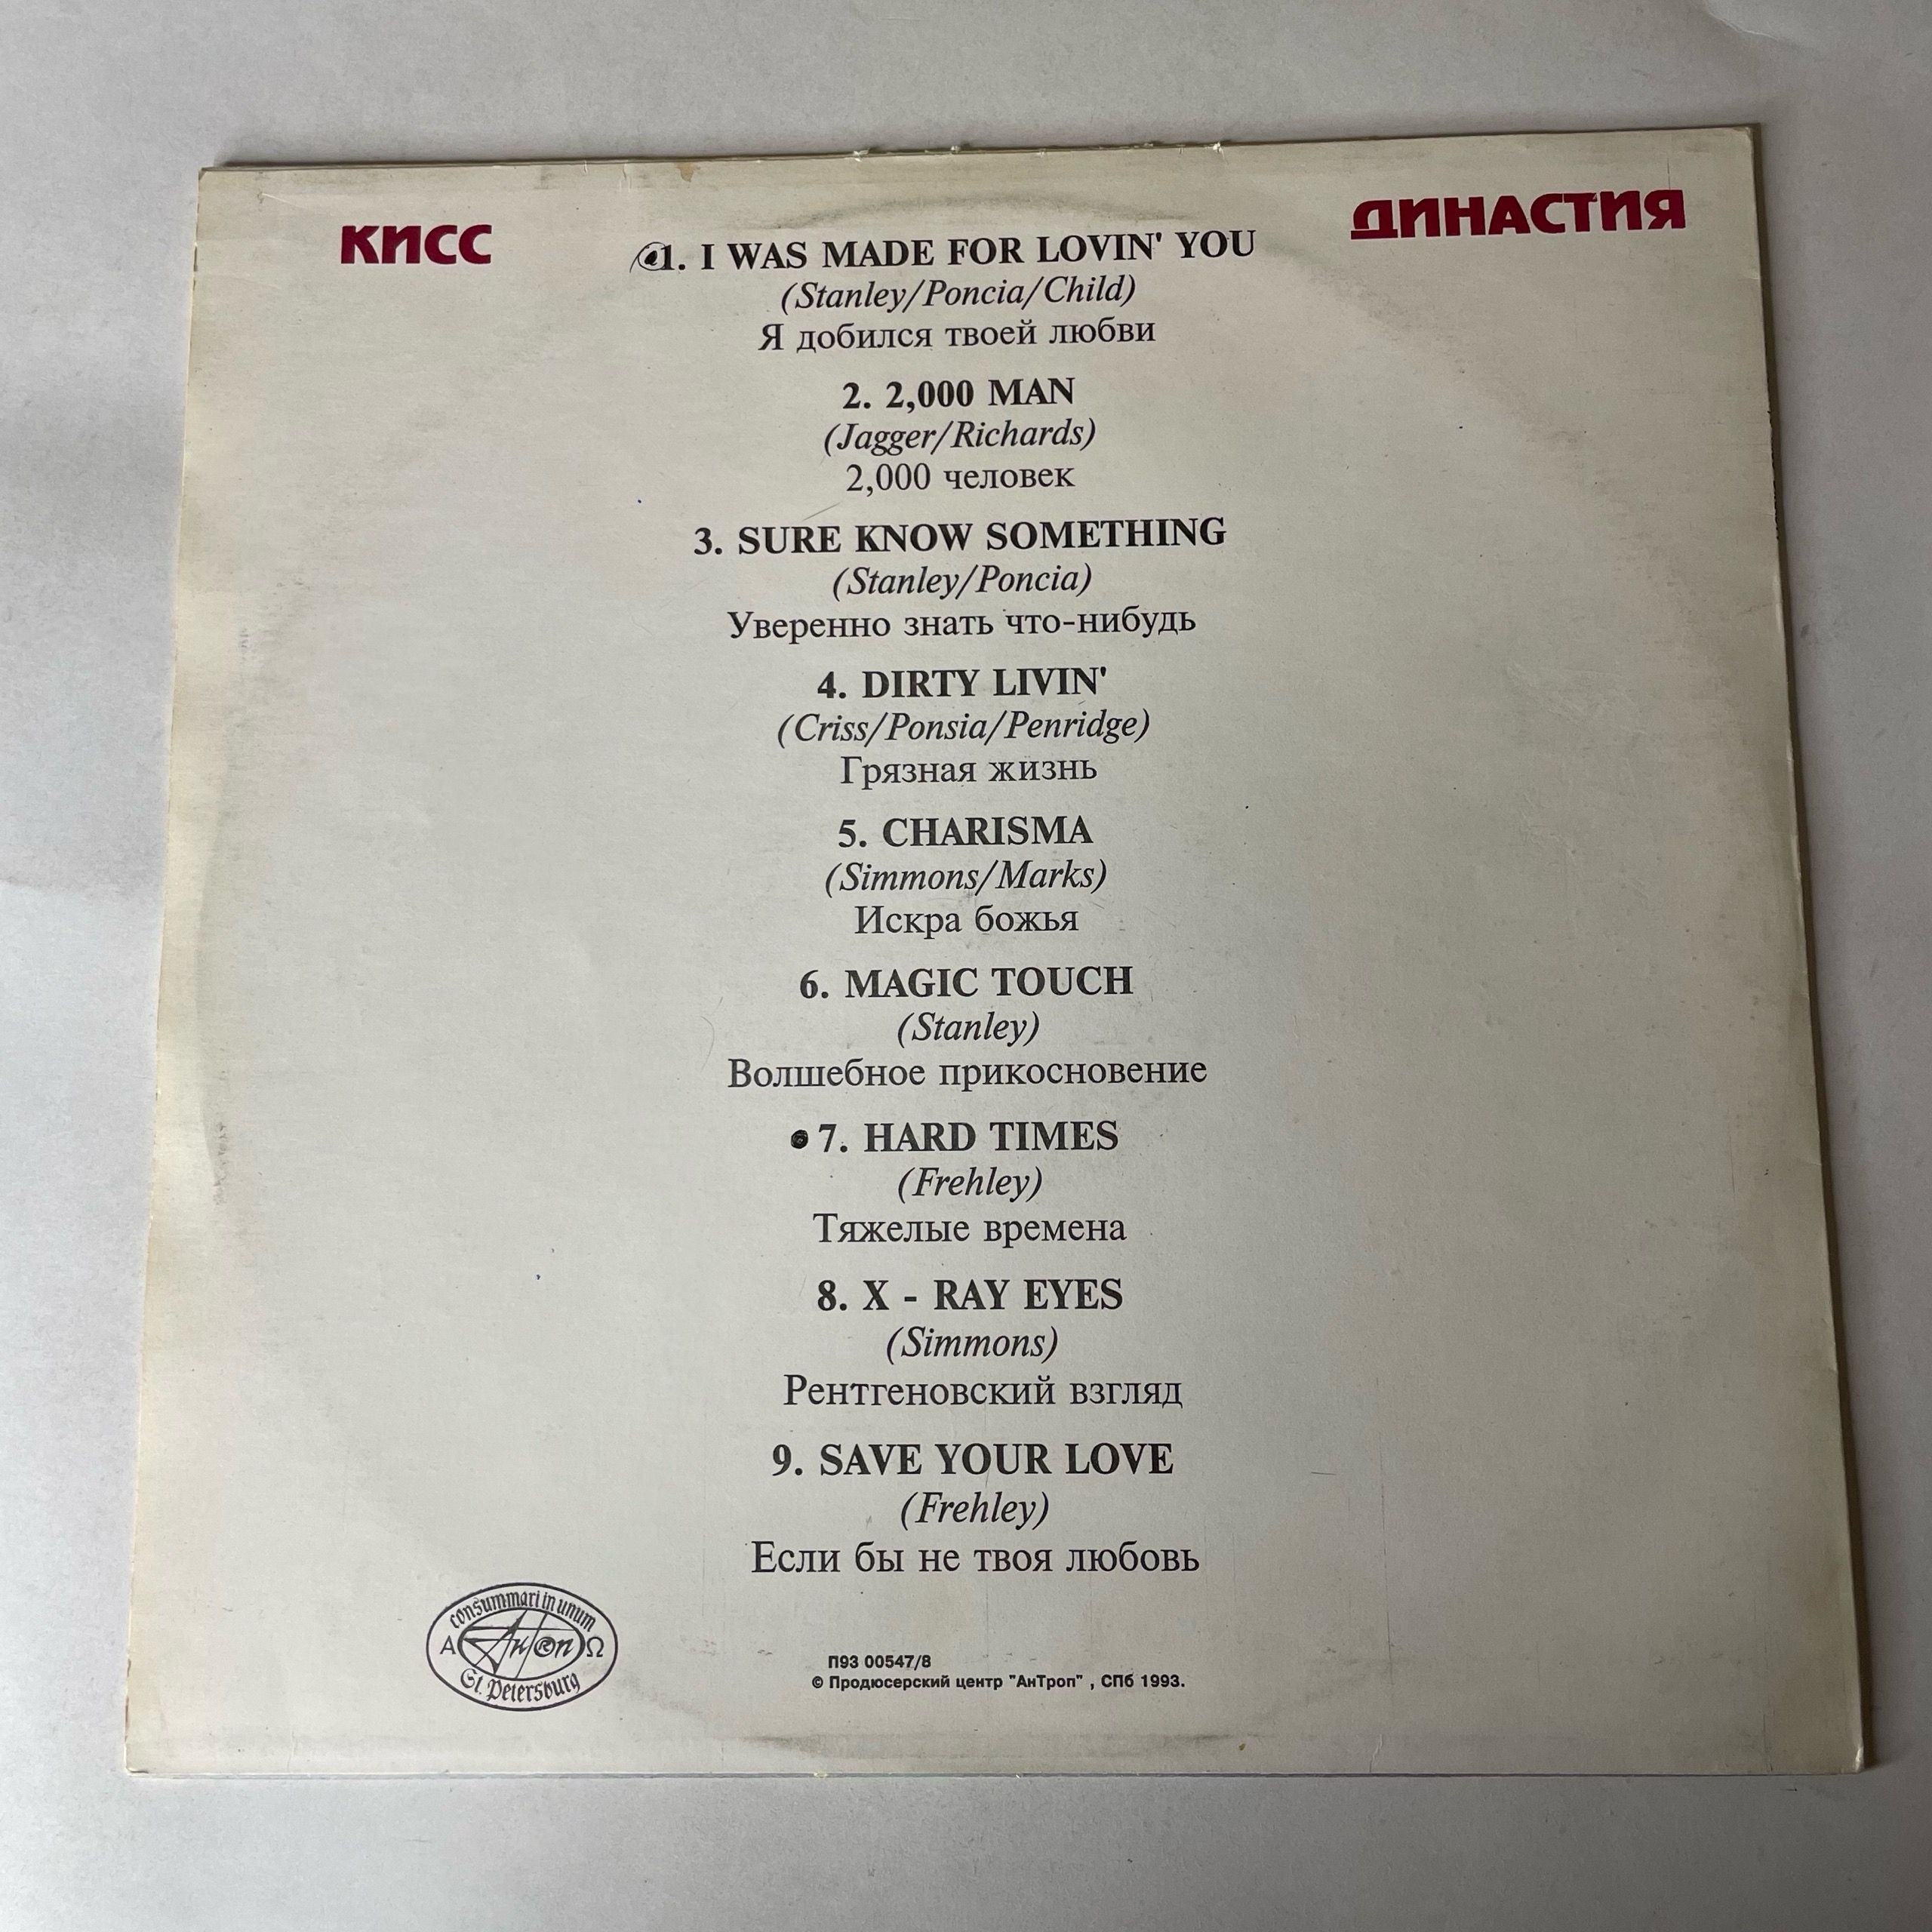 КИСС
ДИНАСТИЯ
1. I WAS MADE FOR LOVIN' YOU
(Stanley/Poncia/Child)
Я добился твоей любви
2. 2,000 MAN
(Jagger/Richards)
2,000 человек
3. SURE KNOW SOMETHING
(Stanley/Poncia)
Уверенно знать что-нибудь
4. DIRTY LIVIN'
(Criss/Ponsia/Penridge)
Грязная жизнь
5. CHARISMA
(Simmons/Marks)
Искра божья
6. MAGIC TOUCH
(Stanley)
Волшебное прикосновение
7. HARD TIMES
(Frehley)
Тяжелые времена
8. X - RAY EYES
(Simmons)
Рентгеновский взгляд
9. SAVE YOUR LOVE
(Frehley)
Если бы не твоя любовь
consummari in unum
Α АнТроп Ω
St. Petersburg
П93 00547/8
© Продюсерский центр "АнТроп" , СПб 1993.